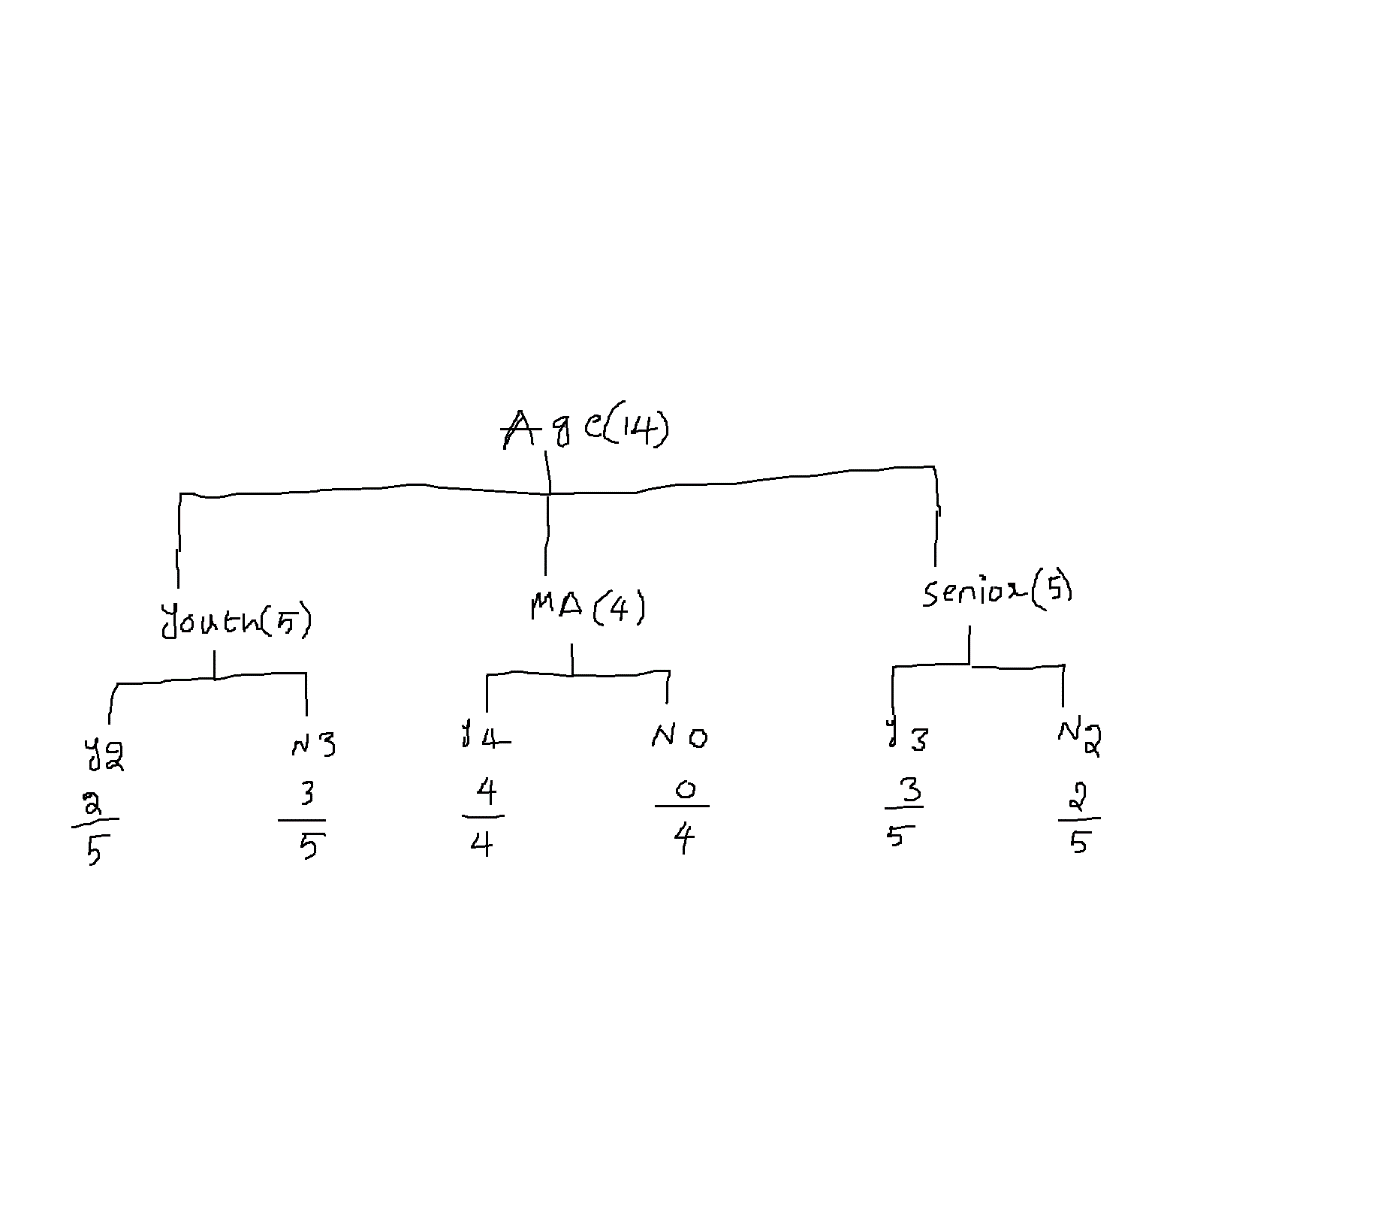 Age(14)
Youth(5) MA(4) Senior(5)
Y2 N3 Y4 N0 Y3 N2
2/5 3/5 4/4 0/4 3/5 2/5